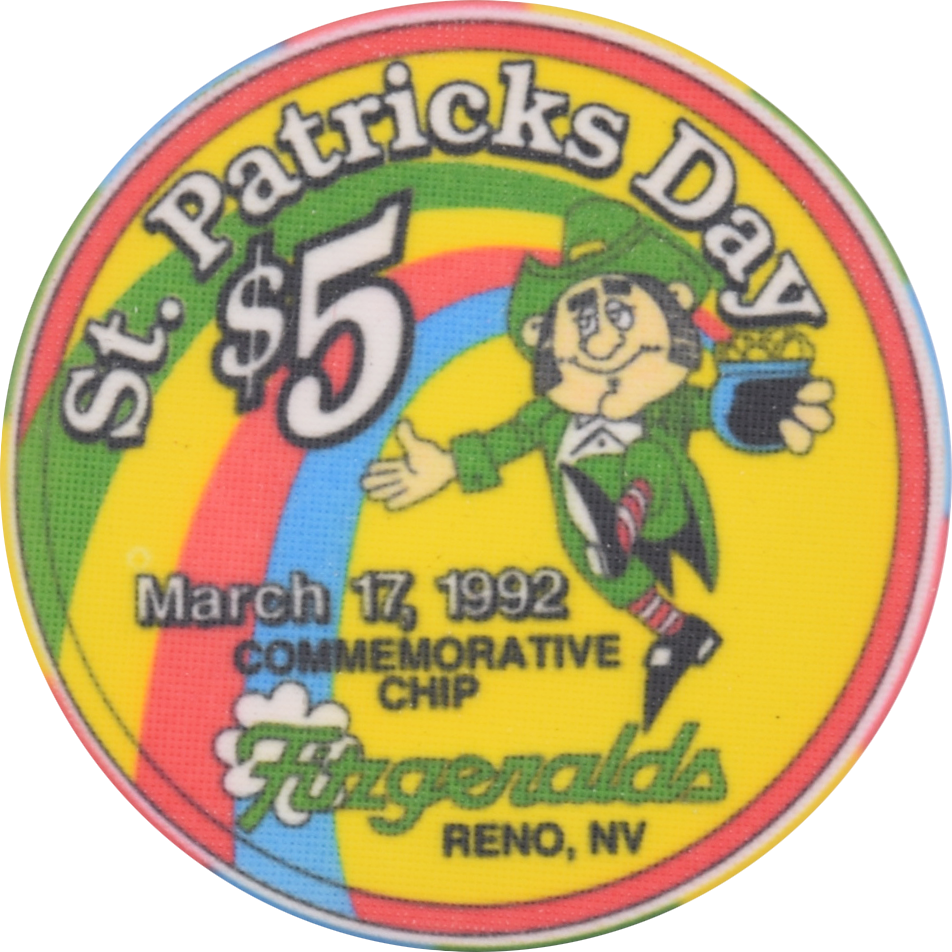 St. Patricks Day
$5
March 17, 1992
COMMEMORATIVE
CHIP
Fitzgeralds
RENO, NV